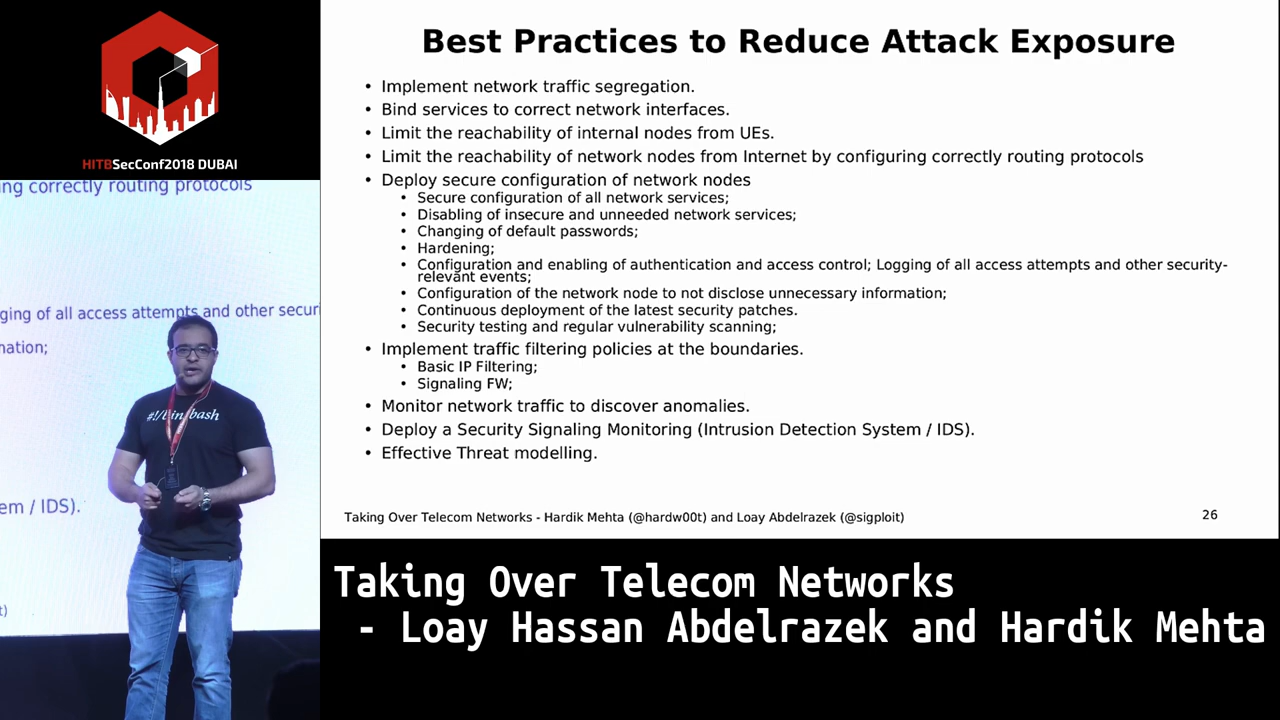 HITBSecConf2018 DUBAI
ing correctly routing protocols
ging of all access attempts and other securi
mation;
em / IDS).
t)
#!/bin/bash
Best Practices to Reduce Attack Exposure
• Implement network traffic segregation.
• Bind services to correct network interfaces.
• Limit the reachability of internal nodes from UEs.
• Limit the reachability of network nodes from Internet by configuring correctly routing protocols
• Deploy secure configuration of network nodes
• Secure configuration of all network services;
• Disabling of insecure and unneeded network services;
• Changing of default passwords;
• Hardening;
• Configuration and enabling of authentication and access control; Logging of all access attempts and other security-
relevant events;
• Configuration of the network node to not disclose unnecessary information;
• Continuous deployment of the latest security patches.
• Security testing and regular vulnerability scanning;
• Implement traffic filtering policies at the boundaries.
• Basic IP Filtering;
• Signaling FW;
• Monitor network traffic to discover anomalies.
• Deploy a Security Signaling Monitoring (Intrusion Detection System / IDS).
• Effective Threat modelling.
Taking Over Telecom Networks - Hardik Mehta (@hardw00t) and Loay Abdelrazek (@sigploit)
26
Taking Over Telecom Networks
- Loay Hassan Abdelrazek and Hardik Mehta